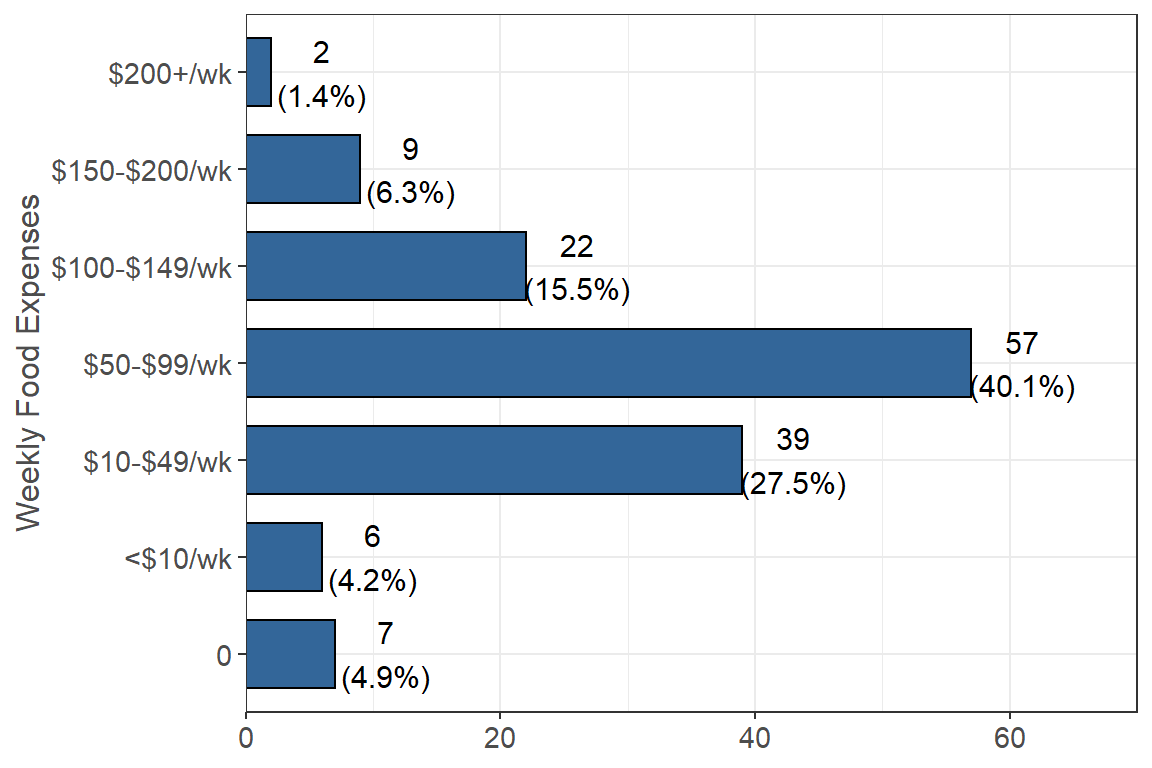 Weekly Food Expenses
$200+/wk
2
(1.4%)
$150-$200/wk
9
(6.3%)
$100-$149/wk
22
(15.5%)
$50-$99/wk
57
(40.1%)
$10-$49/wk
39
(27.5%)
<$10/wk
6
(4.2%)
0
7
(4.9%)
0 20 40 60